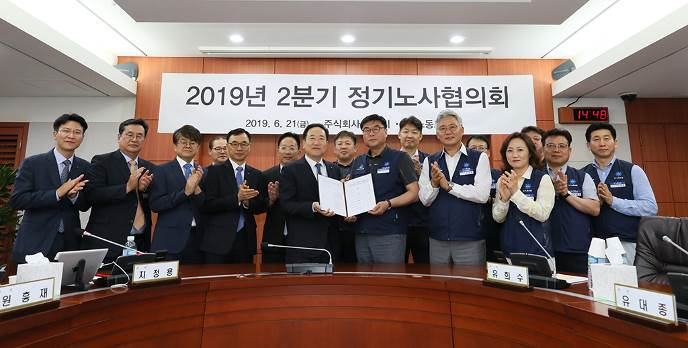 2019년 2분기 정기노사협의회
2019. 6. 21(금) 주식회사
14:48
원흥재
지정용
유희수
유대종